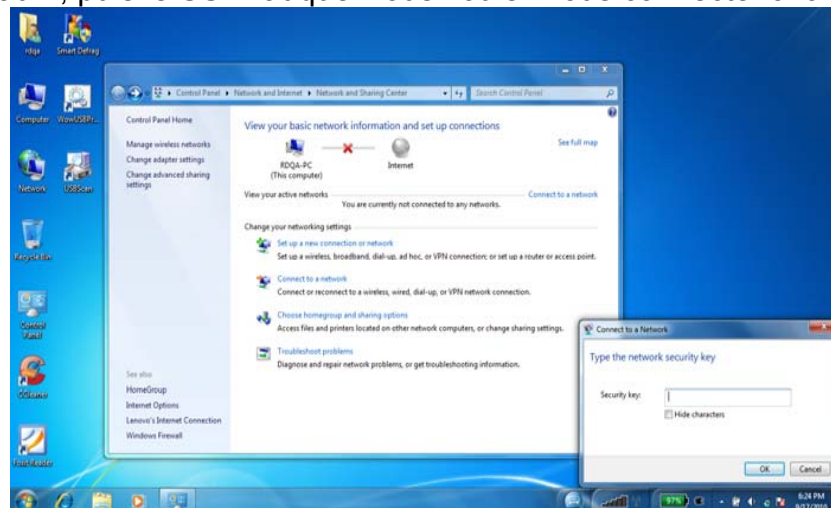 rdqa
Smart Defrag
Computer
Network
USBScan
Recycle Bin
Control
Panel
CCleaner
Foxit Reader
Control Panel ▸ Network and Internet ▸ Network and Sharing Center
Search Control Panel
Control Panel Home
Manage wireless networks
Change adapter settings
Change advanced sharing
settings
See also
HomeGroup
Internet Options
Lenovo's Internet Connection
Windows Firewall
View your basic network information and set up connections
See full map
RDQA-PC
(This computer)
Internet
View your active networks
Connect to a network
You are currently not connected to any networks.
Change your networking settings
Set up a new connection or network
Set up a wireless, broadband, dial-up, ad hoc, or VPN connection; or set up a router or access point.
Connect to a network
Connect or reconnect to a wireless, wired, dial-up, or VPN network connection.
Choose homegroup and sharing options
Access files and printers located on other network computers, or change sharing settings.
Troubleshoot problems
Diagnose and repair network problems, or get troubleshooting information.
Connect to a Network
Type the network security key
Security key:
Hide characters
OK
Cancel
97%
6:24 PM